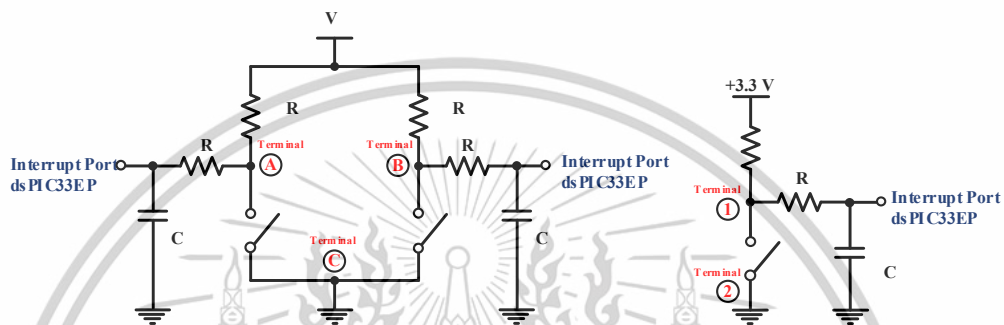 V
R
R
R
R
Terminal
A
Terminal
B
Interrupt Port
dsPIC33EP
Interrupt Port
dsPIC33EP
C
C
Terminal
C
+3.3 V
R
Terminal
1
Interrupt Port
dsPIC33EP
C
Terminal
2